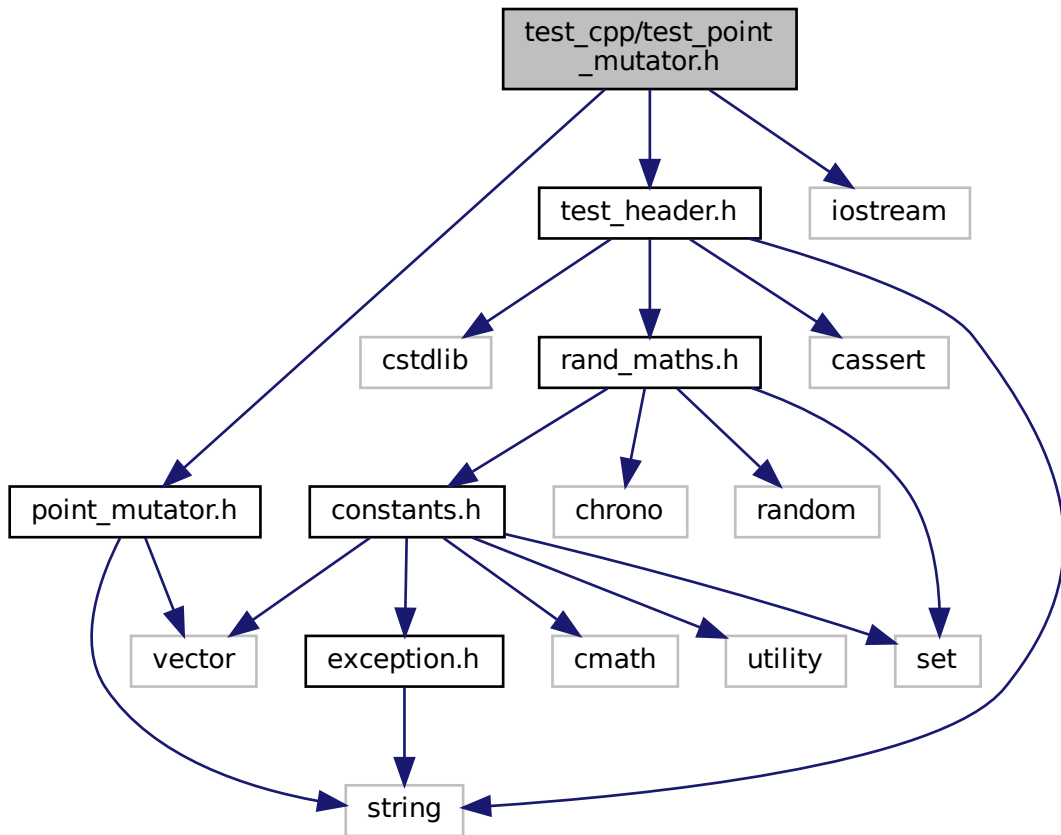 test_cpp/test_point
_mutator.h
test_header.h
iostream
cstdlib
rand_maths.h
cassert
point_mutator.h
constants.h
chrono
random
vector
exception.h
cmath
utility
set
string